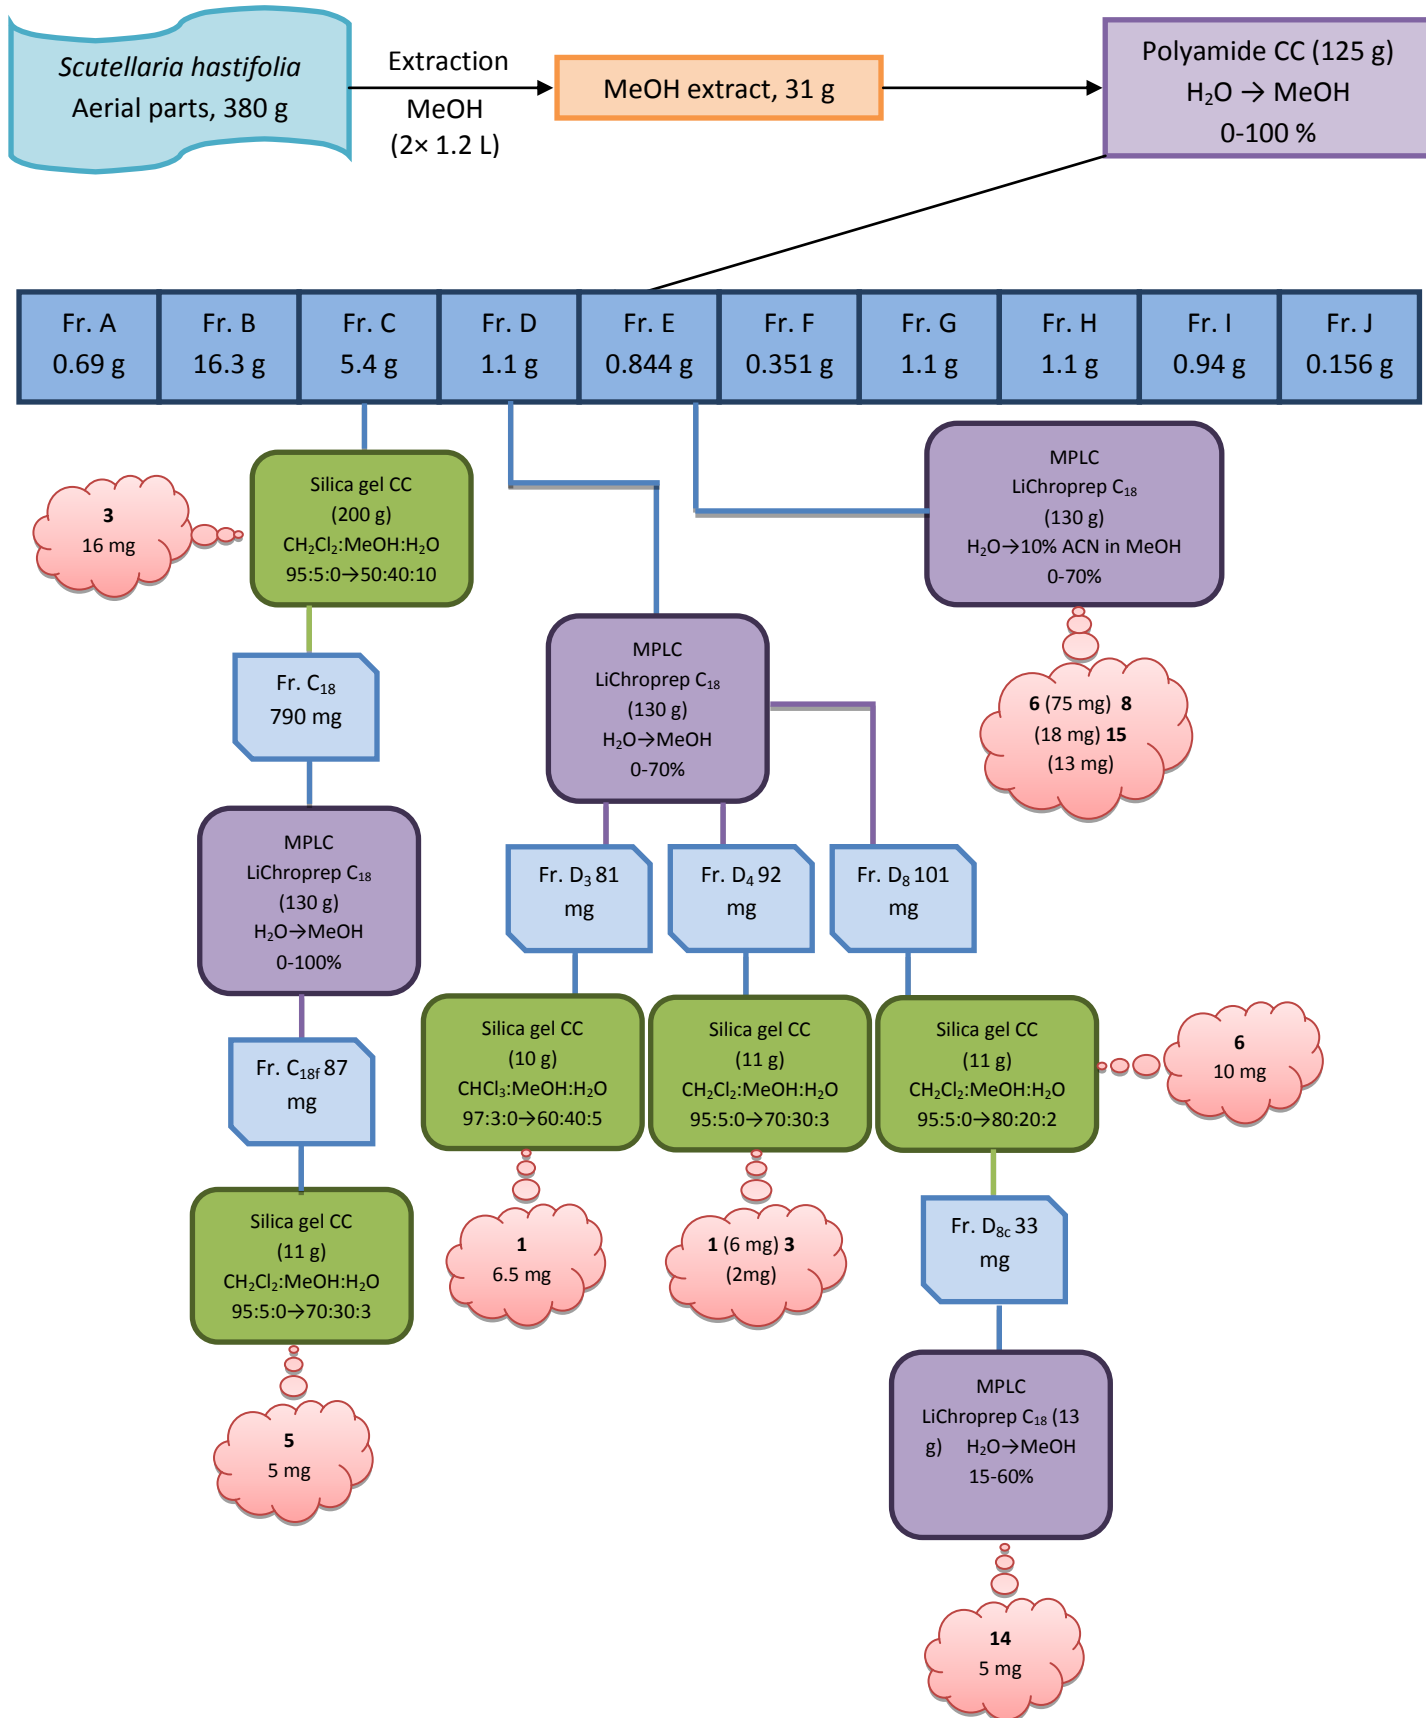 Scutellaria hastifolia
Aerial parts, 380 g
Extraction
MeOH
(2× 1.2 L)
MeOH extract, 31 g
Polyamide CC (125 g)
H₂O → MeOH
0-100 %
Fr. A
0.69 g
Fr. B
16.3 g
Fr. C
5.4 g
Fr. D
1.1 g
Fr. E
0.844 g
Fr. F
0.351 g
Fr. G
1.1 g
Fr. H
1.1 g
Fr. I
0.94 g
Fr. J
0.156 g
3
16 mg
Silica gel CC
(200 g)
CH₂Cl₂:MeOH:H₂O
95:5:0→50:40:10
MPLC
LiChroprep C₁₈
(130 g)
H₂O→10% ACN in MeOH
0-70%
Fr. C₁₈
790 mg
MPLC
LiChroprep C₁₈
(130 g)
H₂O→MeOH
0-70%
6 (75 mg) 8
(18 mg) 15
(13 mg)
MPLC
LiChroprep C₁₈
(130 g)
H₂O→MeOH
0-100%
Fr. D₃ 81
mg
Fr. D₄ 92
mg
Fr. D₈ 101
mg
Fr. C₁₈f 87
mg
Silica gel CC
(10 g)
CHCl₃:MeOH:H₂O
97:3:0→60:40:5
Silica gel CC
(11 g)
CH₂Cl₂:MeOH:H₂O
95:5:0→70:30:3
Silica gel CC
(11 g)
CH₂Cl₂:MeOH:H₂O
95:5:0→80:20:2
6
10 mg
Silica gel CC
(11 g)
CH₂Cl₂:MeOH:H₂O
95:5:0→70:30:3
1
6.5 mg
1 (6 mg) 3
(2mg)
Fr. D₈c 33
mg
5
5 mg
MPLC
LiChroprep C₁₈ (13
g) H₂O→MeOH
15-60%
14
5 mg